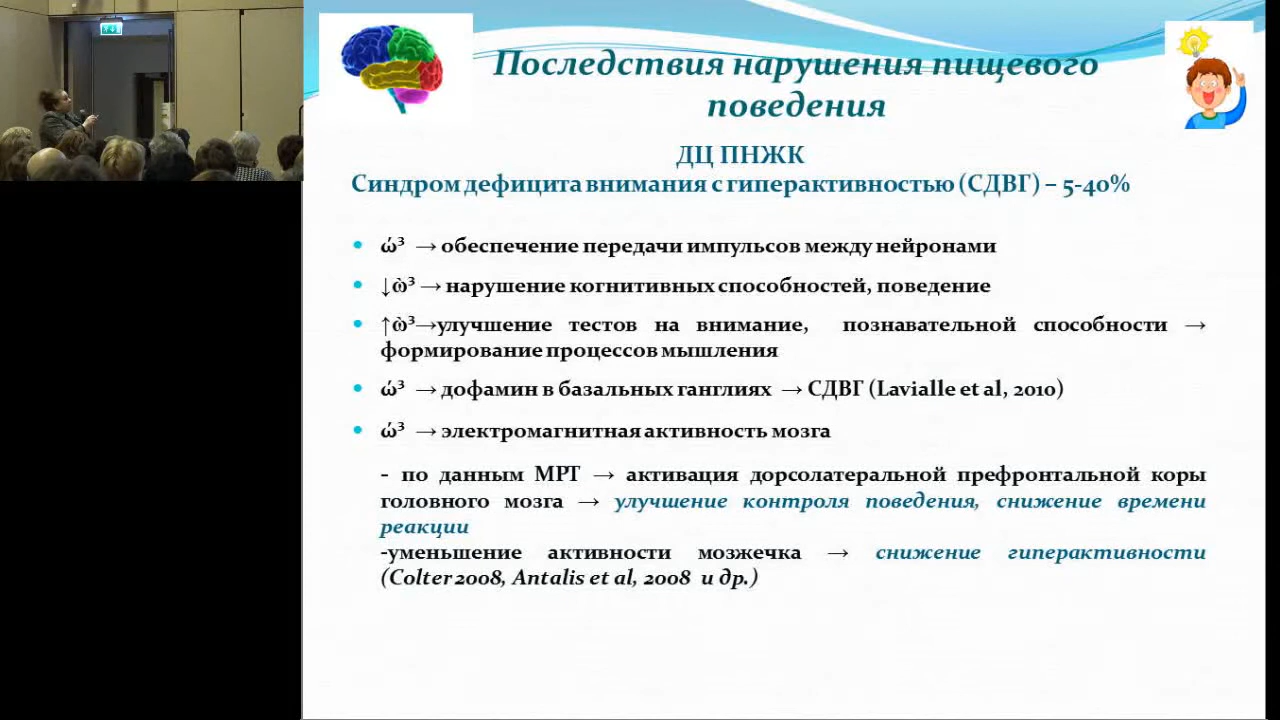 Последствия нарушения пищевого
поведения
ДЦ ПНЖК
Синдром дефицита внимания с гиперактивностью (СДВГ) – 5-40%
• ώ³ → обеспечение передачи импульсов между нейронами
• ↓ὼ³ → нарушение когнитивных способностей, поведение
• ↑ὼ³→улучшение тестов на внимание, познавательной способности →
формирование процессов мышления
• ώ³ → дофамин в базальных ганглиях → СДВГ (Lavialle et al, 2010)
• ώ³ → электромагнитная активность мозга
- по данным МРТ → активация дорсолатеральной префронтальной коры
головного мозга → улучшение контроля поведения, снижение времени
реакции
-уменьшение активности мозжечка → снижение гиперактивности
(Colter 2008, Antalis et al, 2008 и др.)